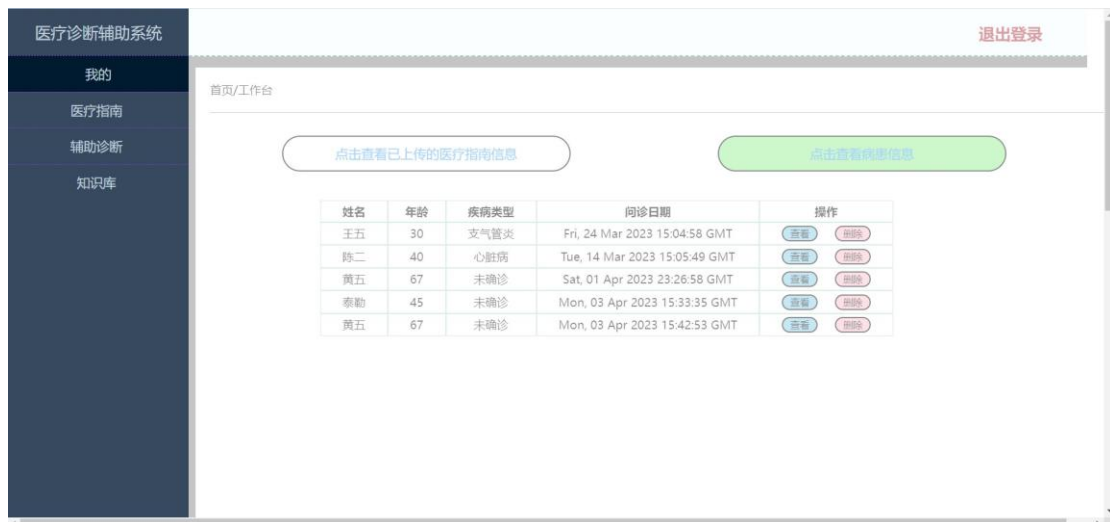 医疗诊断辅助系统
退出登录
我的
医疗指南
辅助诊断
知识库
首页/工作台
点击查看已上传的医疗指南信息 点击查看病患信息
姓名 年龄 疾病类型 问诊日期 操作
王五 30 支气管炎 Fri, 24 Mar 2023 15:04:58 GMT 查看 删除
陈二 40 心脏病 Tue, 14 Mar 2023 15:05:49 GMT 查看 删除
黄五 67 未确诊 Sat, 01 Apr 2023 23:26:58 GMT 查看 删除
泰勒 45 未确诊 Mon, 03 Apr 2023 15:33:35 GMT 查看 删除
黄五 67 未确诊 Mon, 03 Apr 2023 15:42:53 GMT 查看 删除